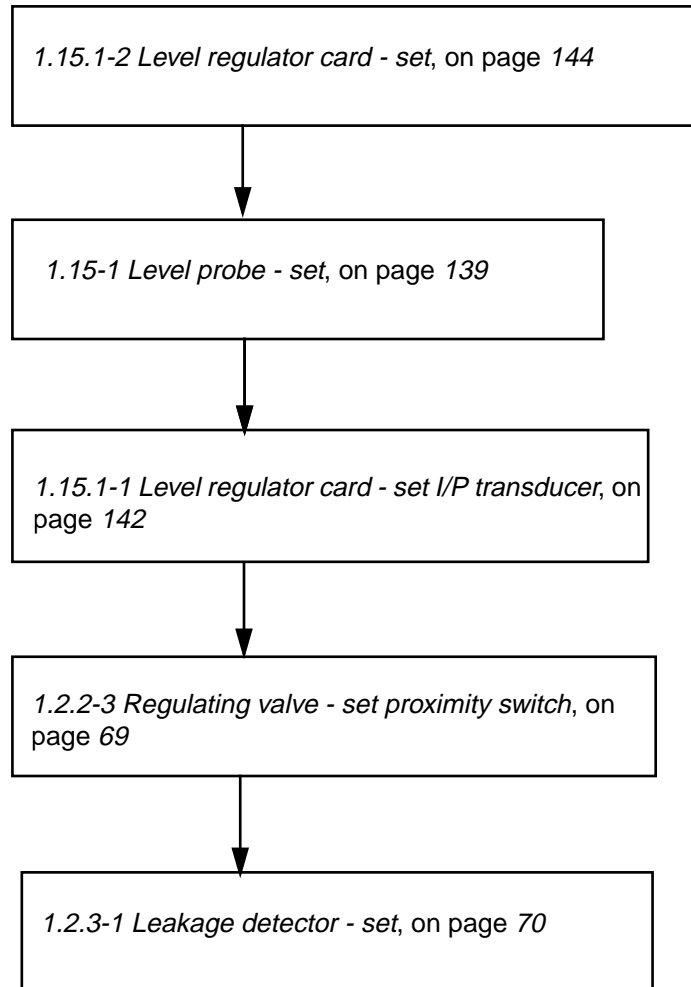 1.15.1-2 Level regulator card - set, on page 144
1.15-1 Level probe - set, on page 139
1.15.1-1 Level regulator card - set I/P transducer, on
page 142
1.2.2-3 Regulating valve - set proximity switch, on
page 69
1.2.3-1 Leakage detector - set, on page 70